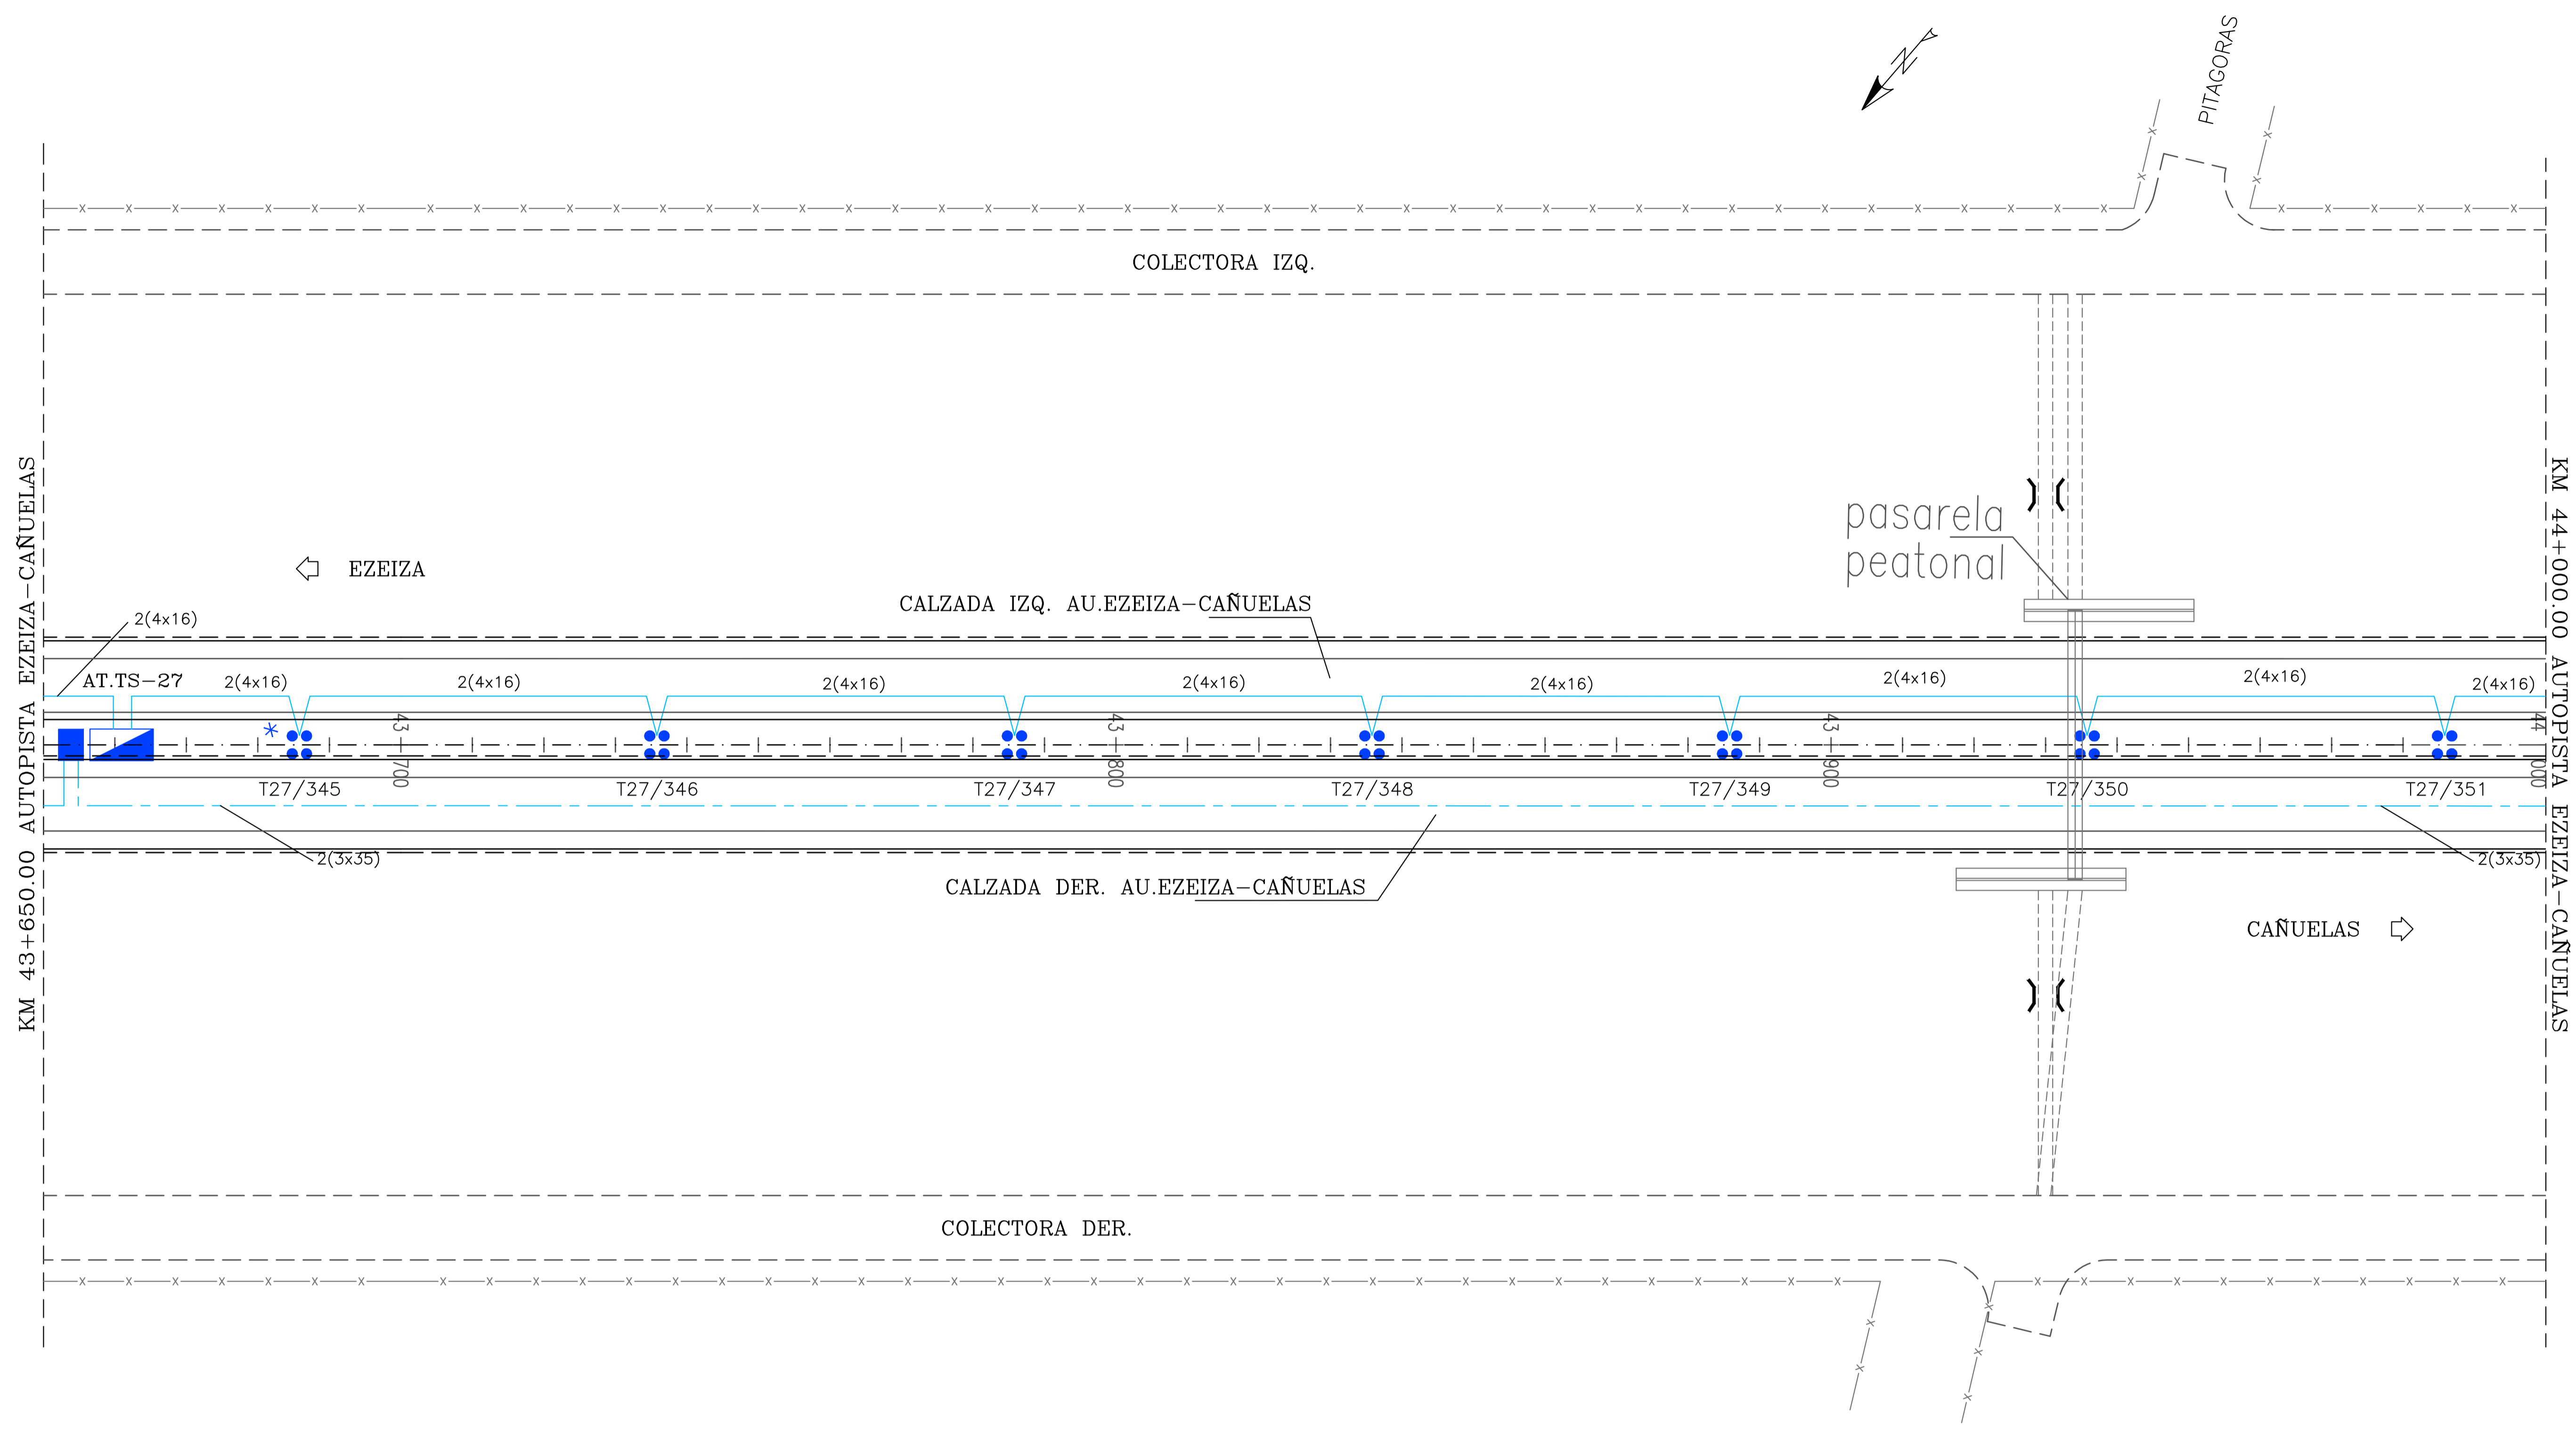 PITAGORAS
N
COLECTORA IZQ.
KM 43+650.00 AUTOPISTA EZEIZA-CAÑUELAS
KM 44+000.00 AUTOPISTA EZEIZA-CAÑUELAS
pasarela
peatonal
EZEIZA
CALZADA IZQ. AU.EZEIZA-CAÑUELAS
2(4x16)
AT.TS-27
2(4x16)
2(4x16)
2(4x16)
2(4x16)
2(4x16)
2(4x16)
2(4x16)
2(4x16)
*
43 700
43 800
43 900
44 000
T27/345
T27/346
T27/347
T27/348
T27/349
T27/350
T27/351
2(3x35)
2(3x35)
CALZADA DER. AU.EZEIZA-CAÑUELAS
CAÑUELAS
COLECTORA DER.